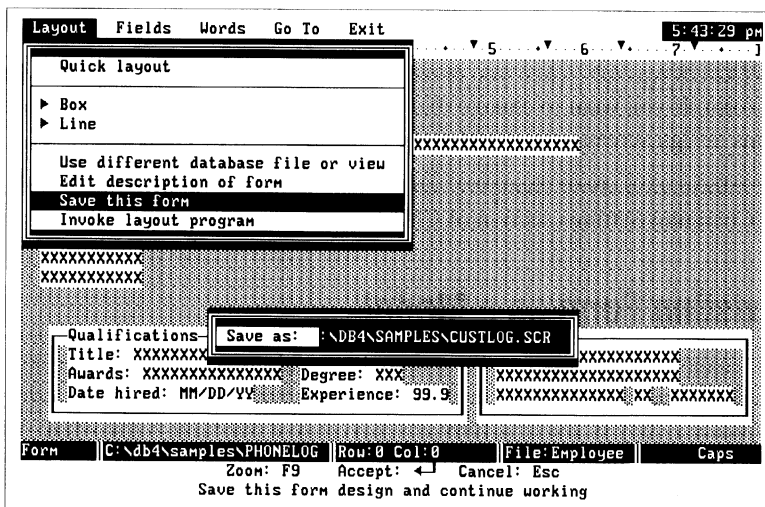 Layout Fields Words Go To Exit 5:43:29 pm
5 6 7
Quick layout
► Box
► Line
XXXXXXXXXXXXXXXXXX
Use different database file or view
Edit description of form
Save this form
Invoke layout program
XXXXXXXXXXX
XXXXXXXXXXX
Save as: :\DB4\SAMPLES\CUSTLOG.SCR
Qualifications
Title: XXXXXXXX XXXXXXXXXXXXXXXXXXXX
Awards: XXXXXXXXXXXXXXX Degree: XXX XXXXXXXXXXXXXXXXXXXX
Date hired: MM/DD/YY Experience: 99.9 XXXXXXXXXXXXXX XX XXXXXXX
Form C:\db4\samples\PHONELOG Row:0 Col:0 File:Employee Caps
Zoom: F9 Accept: ↵ Cancel: Esc
Save this form design and continue working